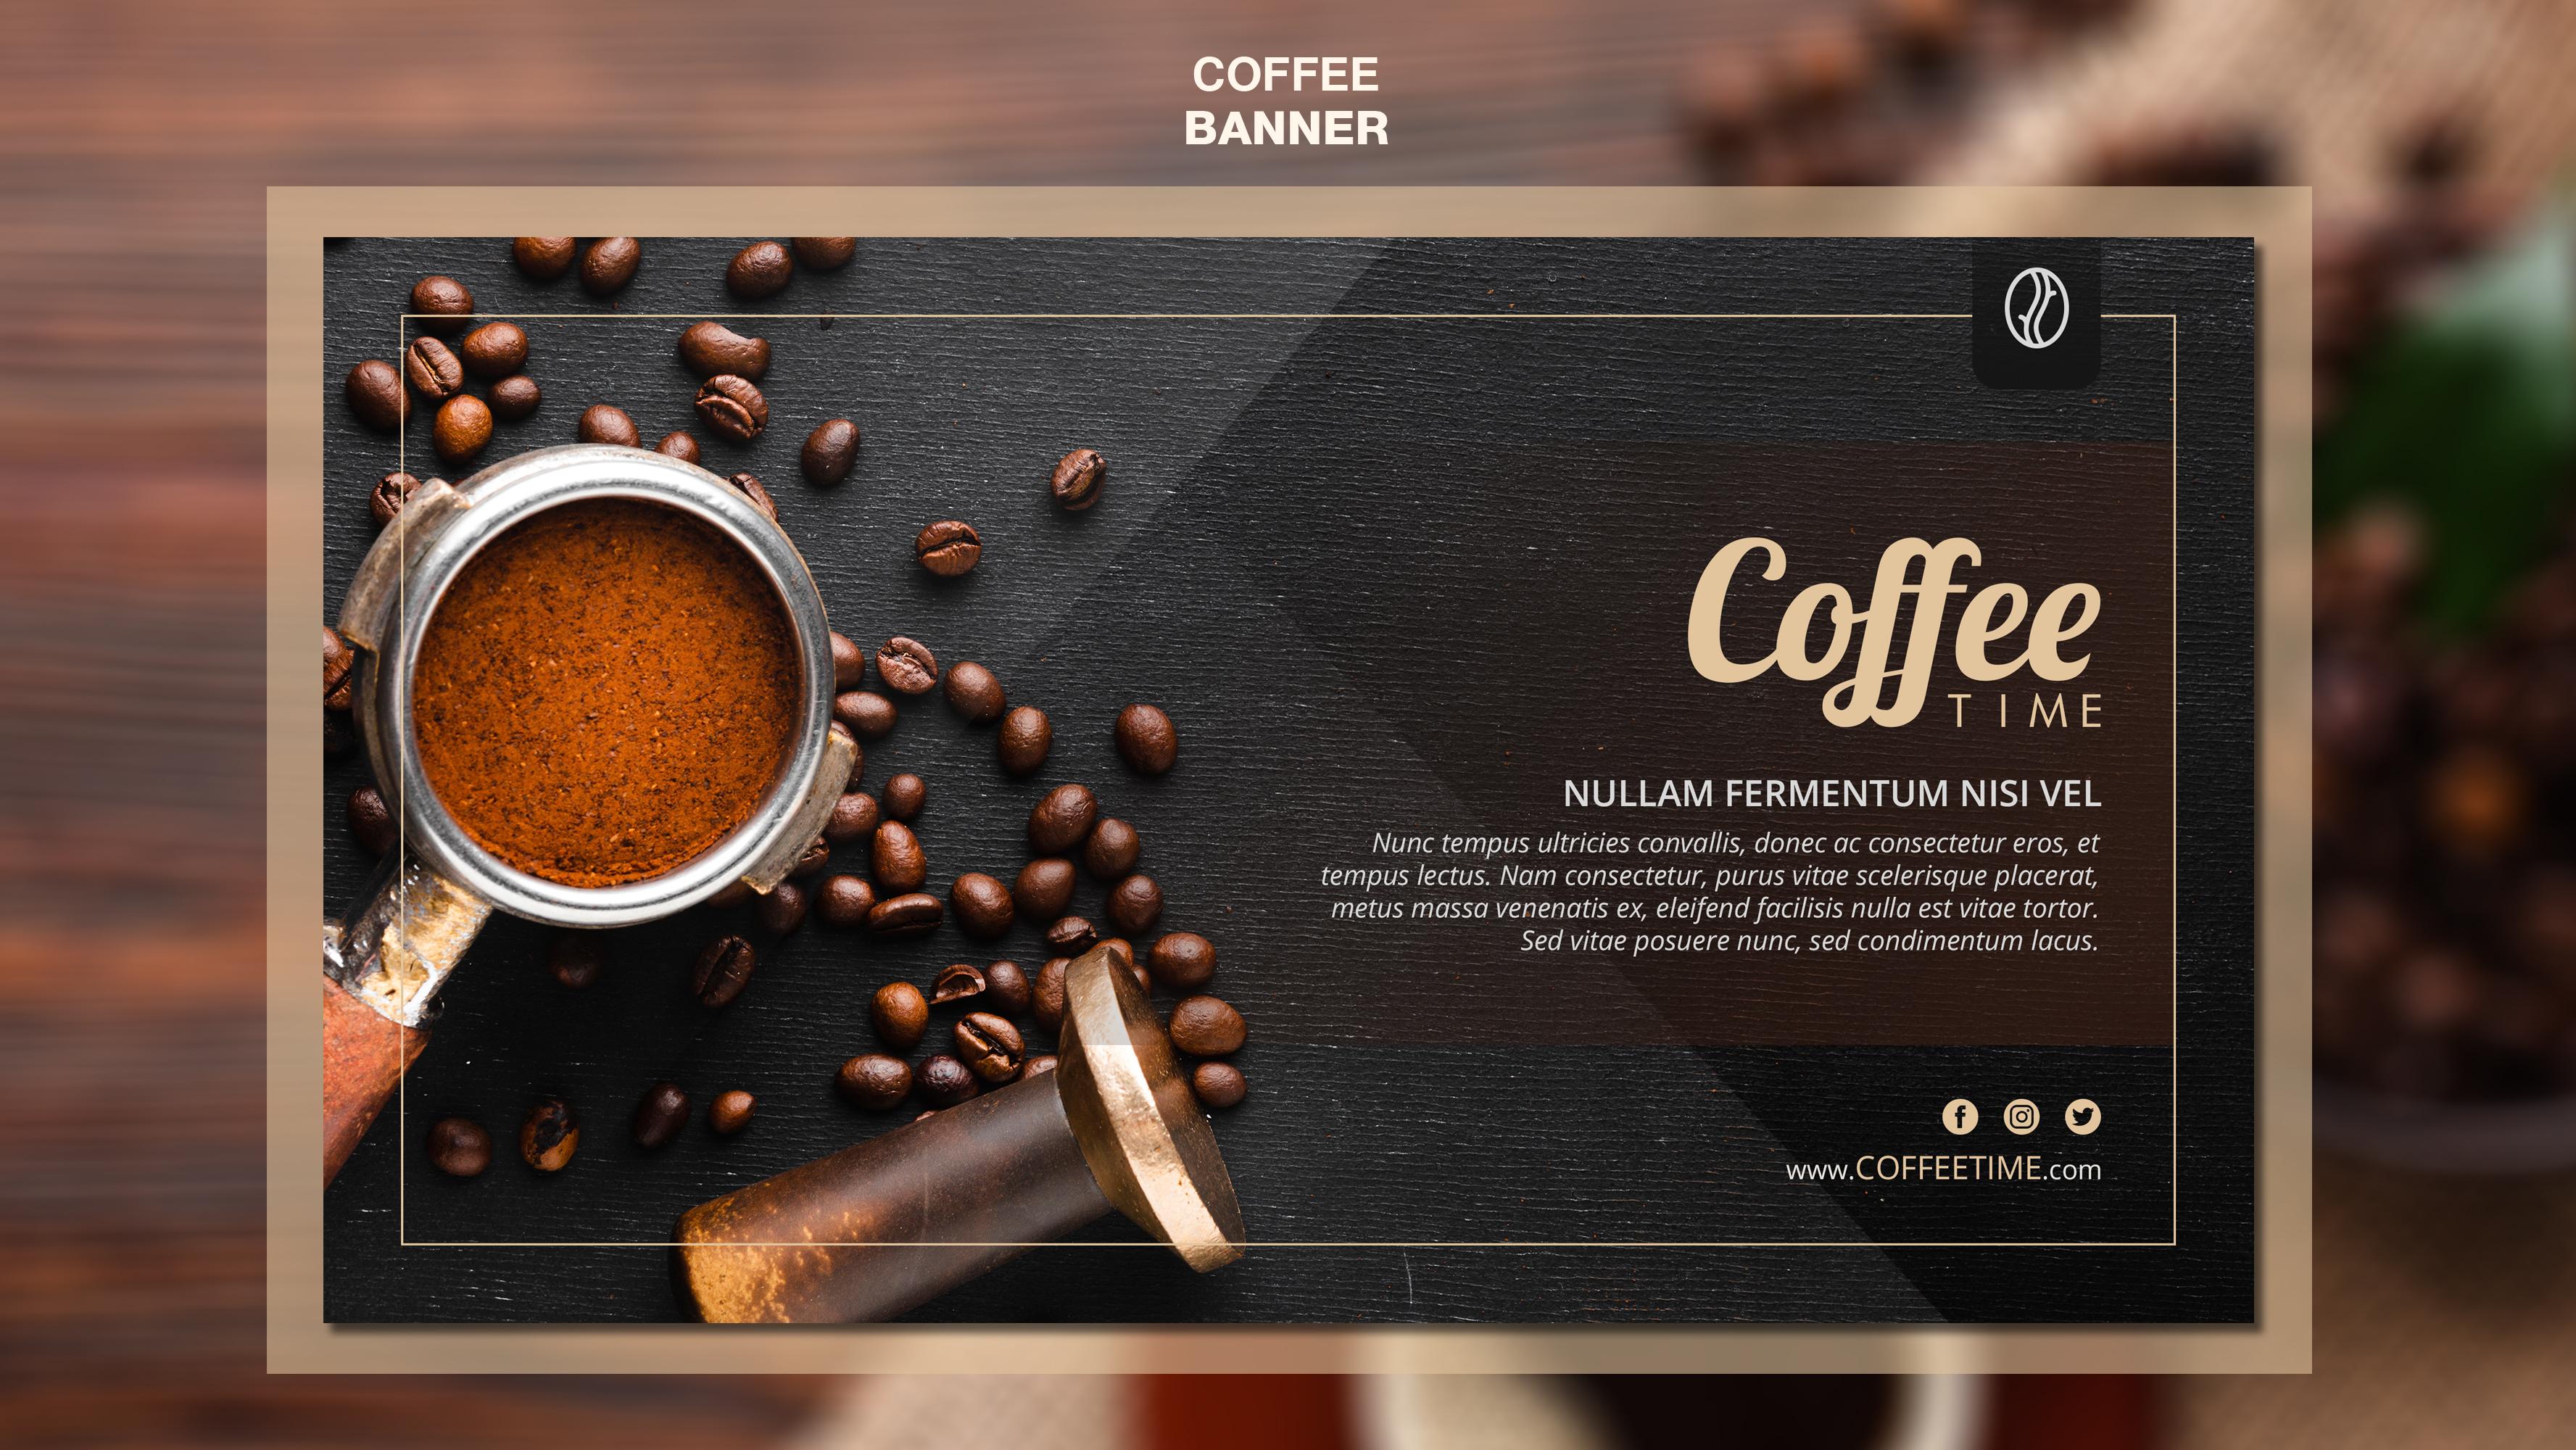 COFFEE
BANNER
Coffee
TIME
NULLAM FERMENTUM NISI VEL
Nunc tempus ultricies convallis, donec ac consectetur eros, et
tempus lectus. Nam consectetur, purus vitae scelerisque placerat,
metus massa venenatis ex, eleifend facilisis nulla est vitae tortor.
Sed vitae posuere nunc, sed condimentum lacus.
www.COFFEETIME.com